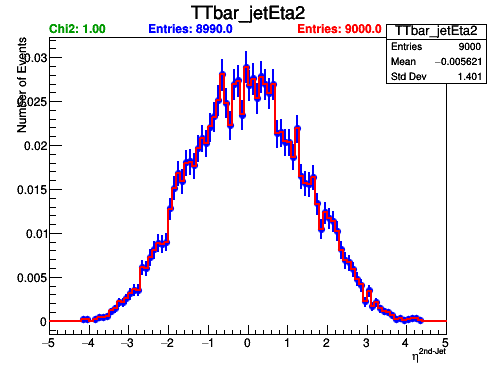 TTbar_jetEta2
Chi2: 1.00 Entries: 8990.0 Entries: 9000.0
TTbar_jetEta2
Entries 9000
Mean −0.005621
Std Dev 1.401
Number of Events
0.03
0.025
0.02
0.015
0.01
0.005
0
−5 −4 −3 −2 −1 0 1 2 3 4 5
η^2nd-Jet